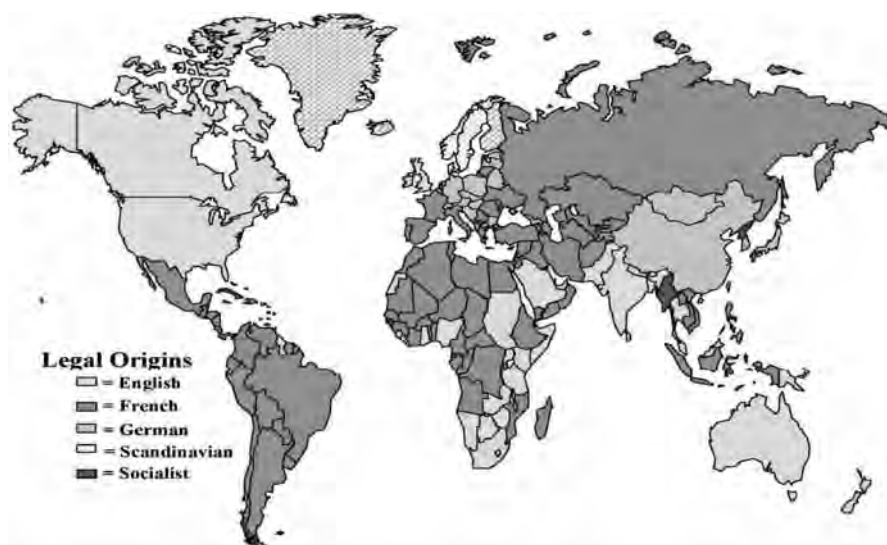 Legal Origins
= English
= French
= German
= Scandinavian
= Socialist